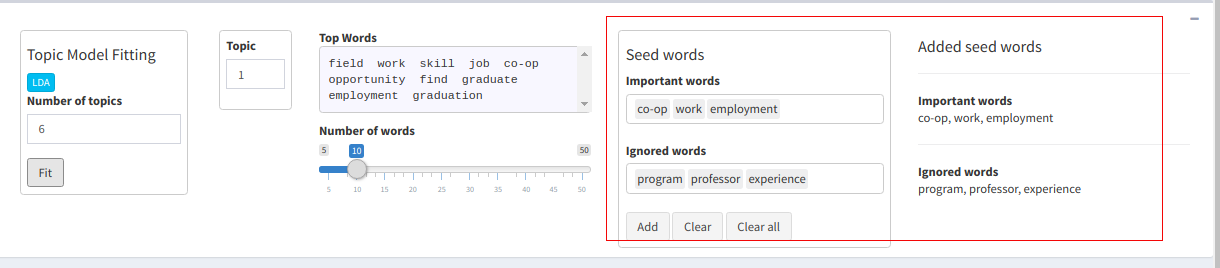 Topic Model Fitting
LDA
Number of topics
6
Fit
Topic
1
Top Words
field work skill job co-op
opportunity find graduate
employment graduation
Number of words
5 10 50
5 10 15 20 25 30 35 40 45 50
Seed words
Important words
co-op work employment
Ignored words
program professor experience
Add Clear Clear all
Added seed words
Important words
co-op, work, employment
Ignored words
program, professor, experience